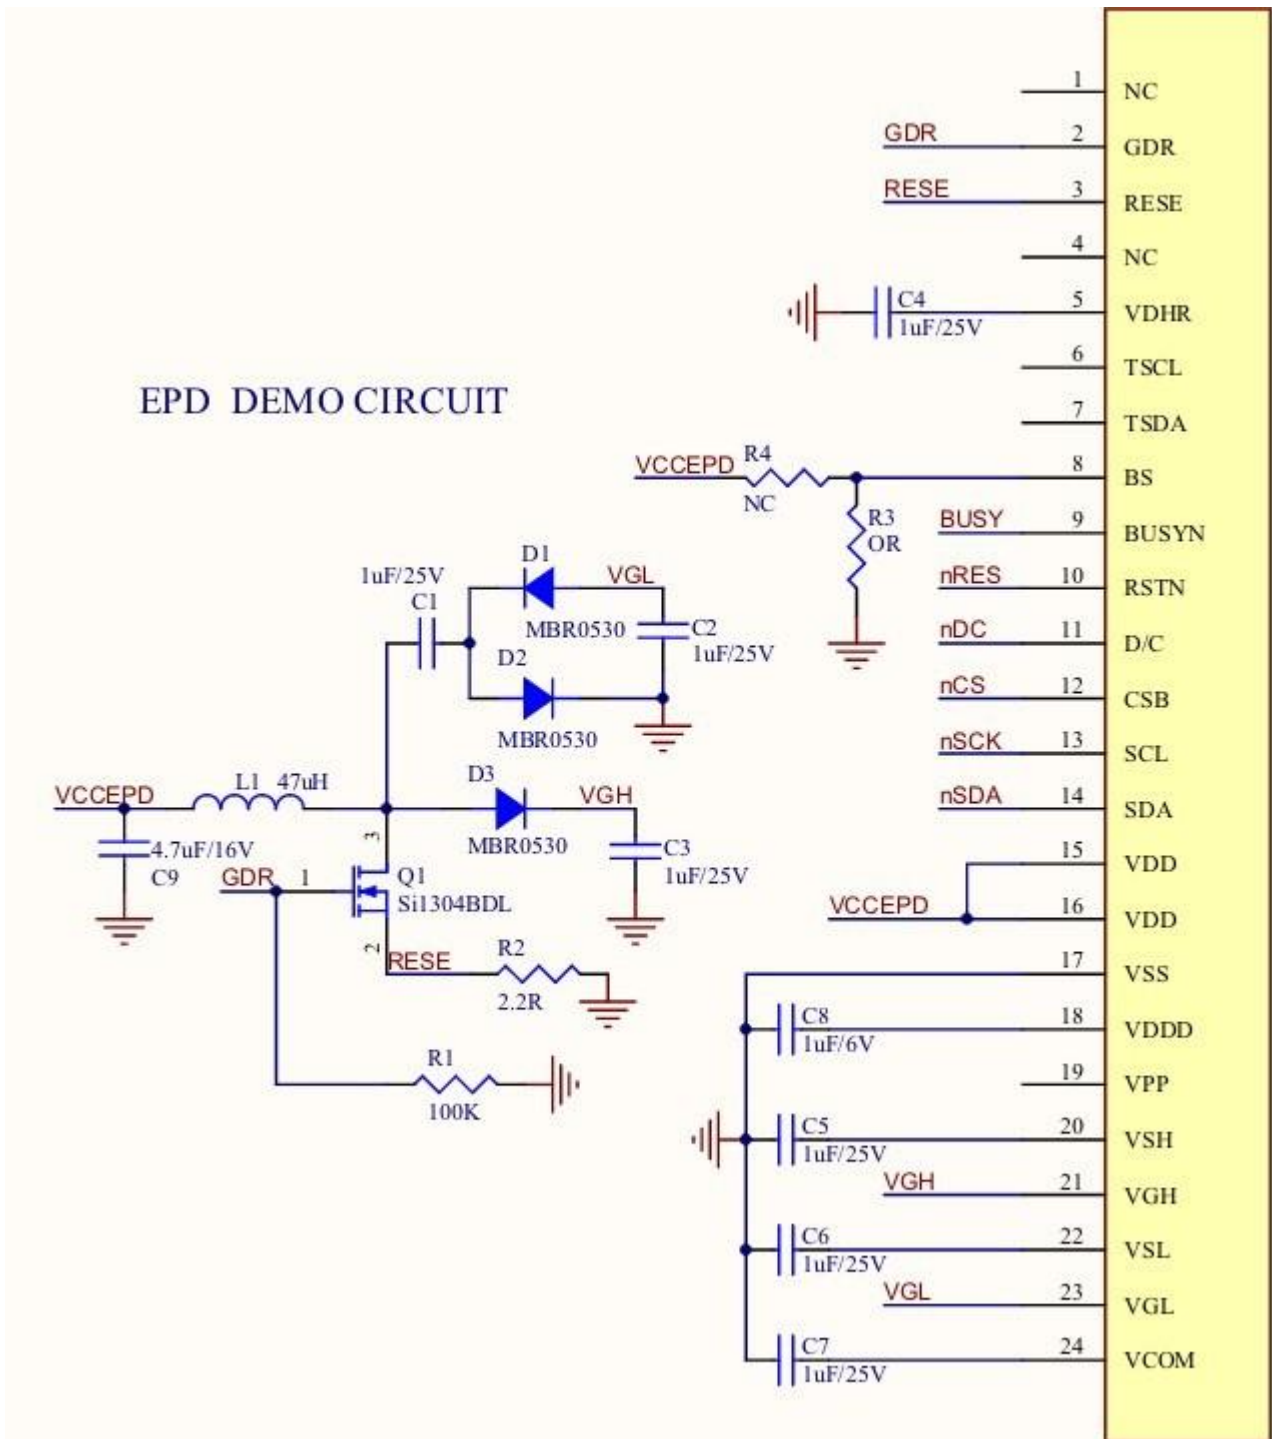 1 NC
GDR 2 GDR
RESE 3 RESE
4 NC
C4 5 VDHR
1uF/25V
6 TSCL
EPD DEMO CIRCUIT
7 TSDA
VCCEPD R4 8 BS
NC
R3
OR
BUSY 9 BUSYN
D1
1uF/25V VGL nRES 10 RSTN
C1
MBR0530 C2 nDC 11 D/C
D2 1uF/25V
nCS 12 CSB
MBR0530
nSCK 13 SCL
L1 47uH D3
VCCEPD VGH nSDA 14 SDA
3
4.7uF/16V MBR0530 C3
C9 1uF/25V
15 VDD
GDR 1 Q1
Si1304BDL
VCCEPD 16 VDD
2
RESE R2
2.2R
17 VSS
C8 18 VDDD
1uF/6V
R1
100K
19 VPP
C5 20 VSH
1uF/25V
VGH 21 VGH
C6 22 VSL
1uF/25V
VGL 23 VGL
C7 24 VCOM
1uF/25V